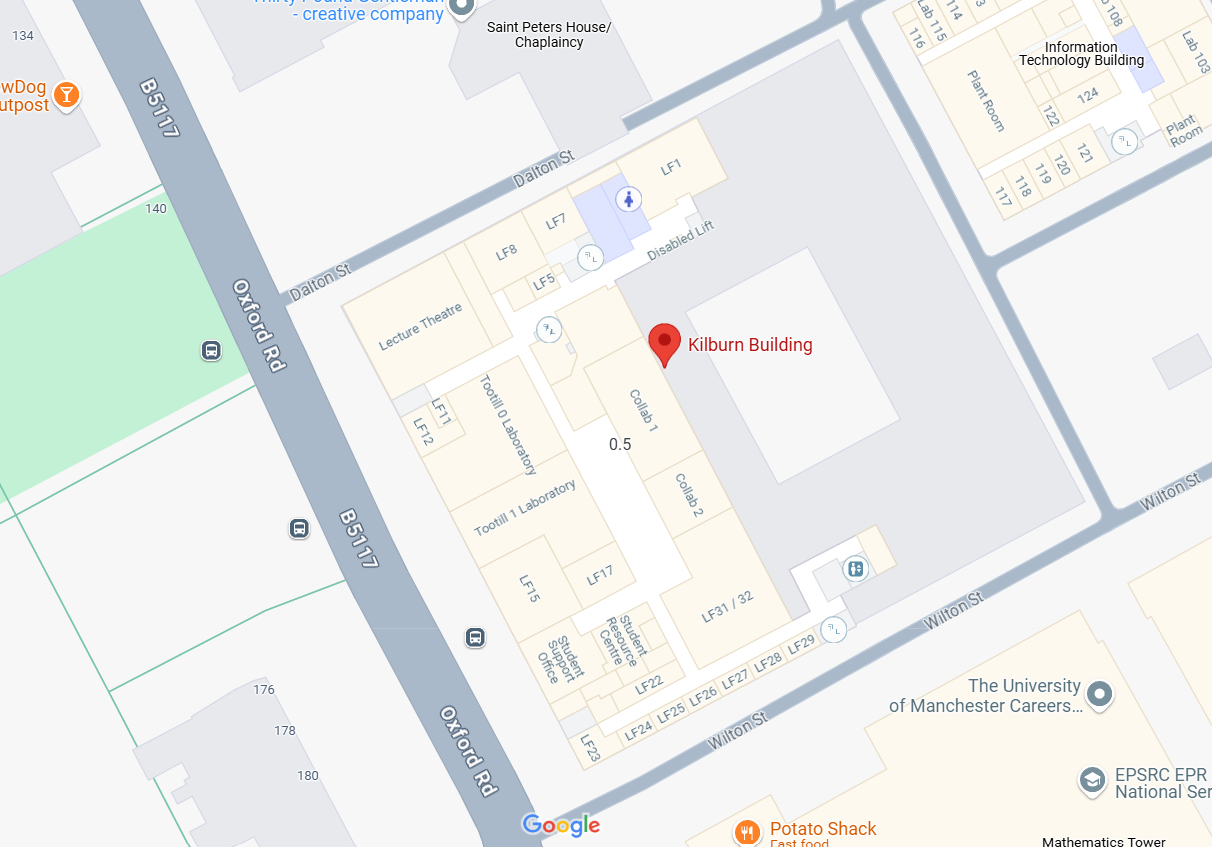 - creative company
134
Saint Peters House/
Chaplaincy
Lab 115
114
116
108
Information
Technology Building
Lab 103
Plant Room
124
122
Plant
Room
121
120
119
118
117
B5117
Dalton St
140
LF1
LF7
LF8
LF5
Disabled Lift
Dalton St
Oxford Rd
Lecture Theatre
Kilburn Building
LF11
LF12
Tootill 0 Laboratory
Collab 1
0.5
Collab 2
Tootill 1 Laboratory
B5117
Wilton St
LF15
LF17
LF31 / 32
Wilton St
Student
Resource
Centre
Student
Support
Office
LF22
LF23
LF24
LF25
LF26
LF27
LF28
LF29
Wilton St
176
178
180
Oxford Rd
The University
of Manchester Careers...
EPSRC EPR
National Ser
Google
Potato Shack
Fast food
Mathematics Tower